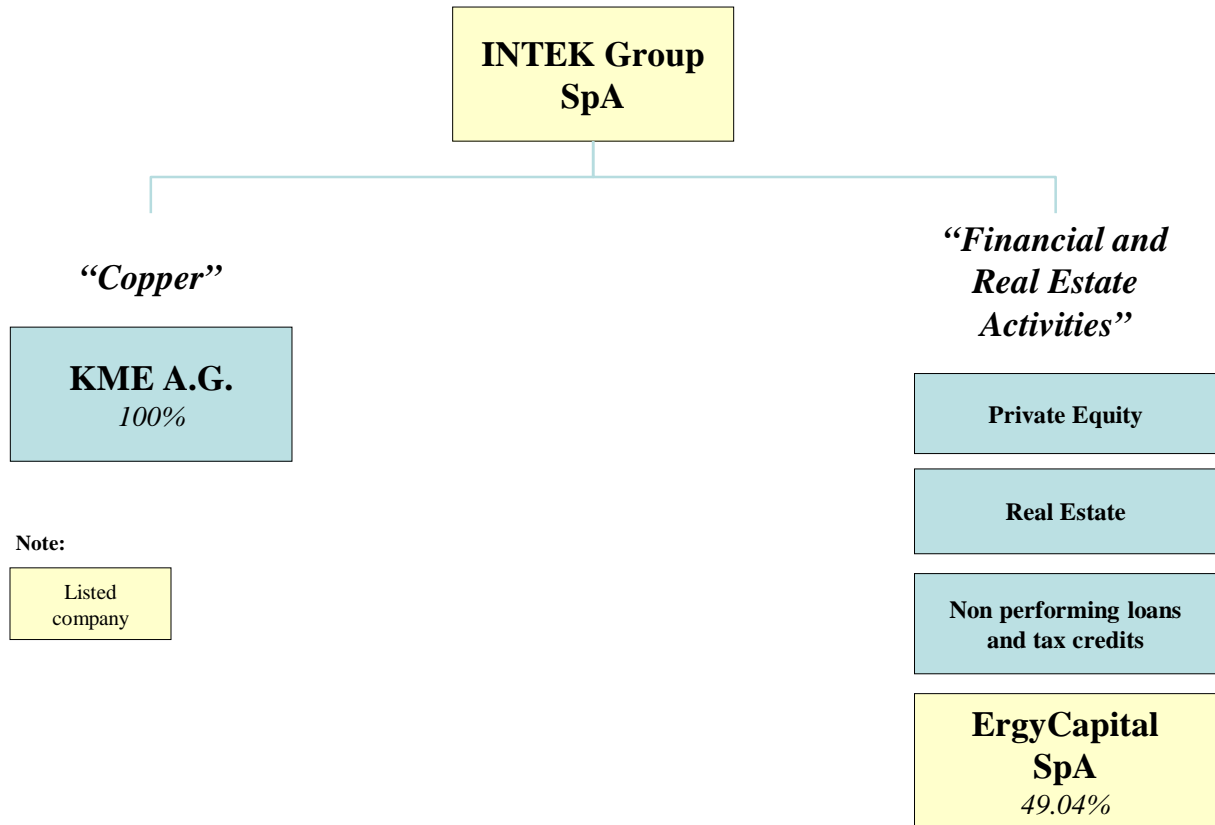 INTEK Group
SpA
“Copper”
KME A.G.
100%
Note:
Listed
company
“Financial and
Real Estate
Activities”
Private Equity
Real Estate
Non performing loans
and tax credits
ErgyCapital
SpA
49.04%